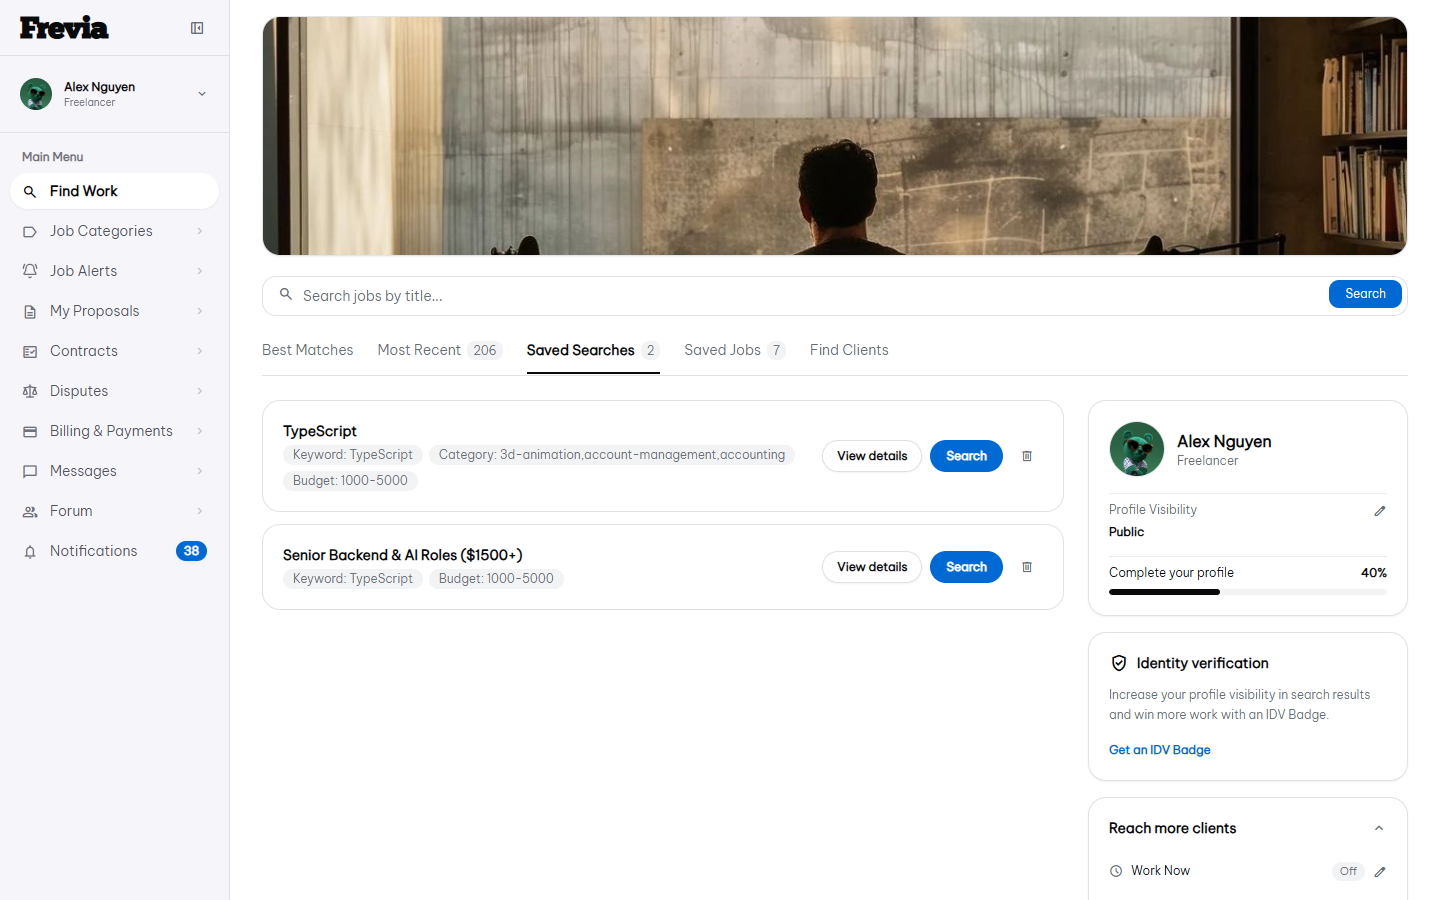 Frevia
Alex Nguyen
Freelancer
Main Menu
Find Work
Job Categories
Job Alerts
My Proposals
Contracts
Disputes
Billing & Payments
Messages
Forum
Notifications 38
Search jobs by title...
Search
Best Matches Most Recent 206 Saved Searches 2 Saved Jobs 7 Find Clients
TypeScript
Keyword: TypeScript Category: 3d-animation,account-management,accounting
Budget: 1000-5000
View details Search
Senior Backend & AI Roles ($1500+)
Keyword: TypeScript Budget: 1000-5000
View details Search
Alex Nguyen
Freelancer
Profile Visibility
Public
Complete your profile 40%
Identity verification
Increase your profile visibility in search results
and win more work with an IDV Badge.
Get an IDV Badge
Reach more clients
Work Now Off